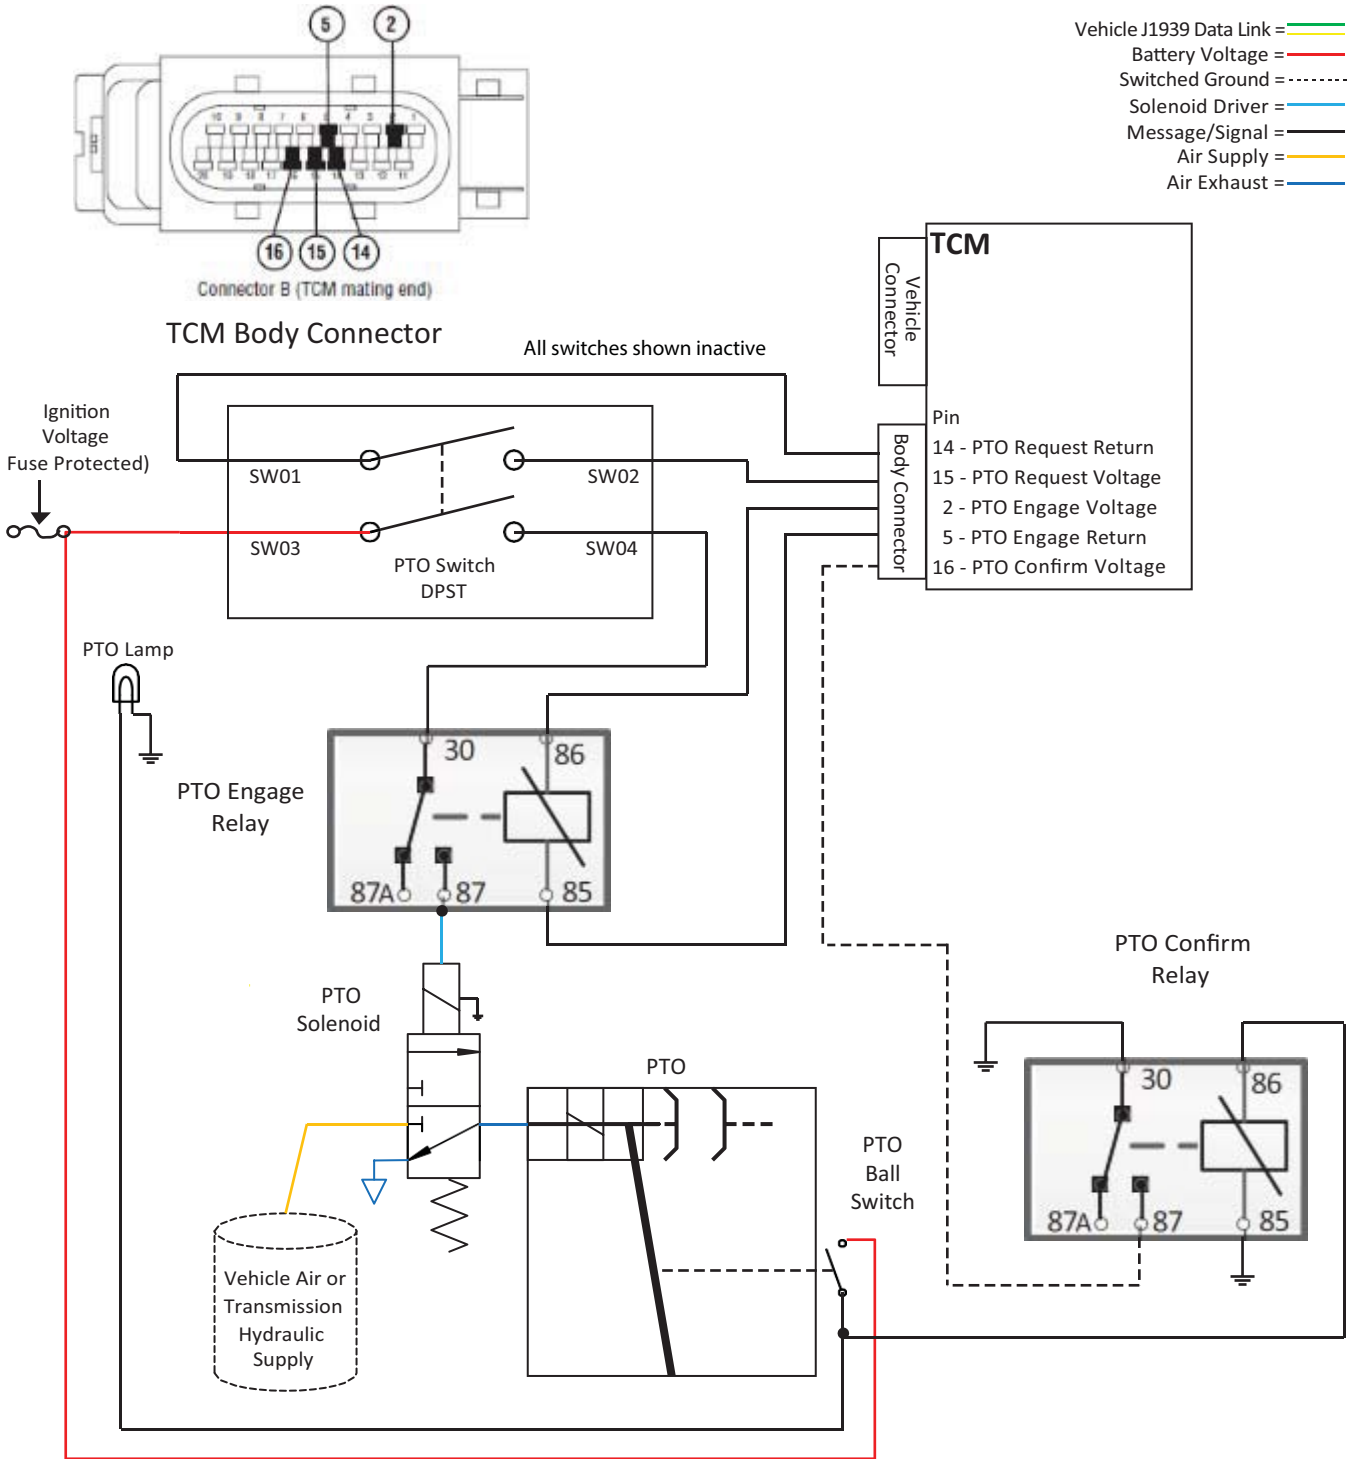 5 2
Vehicle J1939 Data Link =
Battery Voltage =
Switched Ground =
Solenoid Driver =
Message/Signal =
Air Supply =
Air Exhaust =
10 9 8 7 6 5 4 3 2 1
20 19 18 17 16 15 14 13 12 11
16 15 14
Connector B (TCM mating end)
TCM Body Connector
All switches shown inactive
TCM
Vehicle
Connector
Body Connector
Pin
14 - PTO Request Return
15 - PTO Request Voltage
2 - PTO Engage Voltage
5 - PTO Engage Return
16 - PTO Confirm Voltage
Ignition
Voltage
Fuse Protected)
SW01
SW02
SW03
SW04
PTO Switch
DPST
PTO Lamp
PTO Engage
Relay
30
86
87A
87
85
PTO
Solenoid
PTO
PTO
Ball
Switch
PTO Confirm
Relay
30
86
87A
87
85
Vehicle Air or
Transmission
Hydraulic
Supply